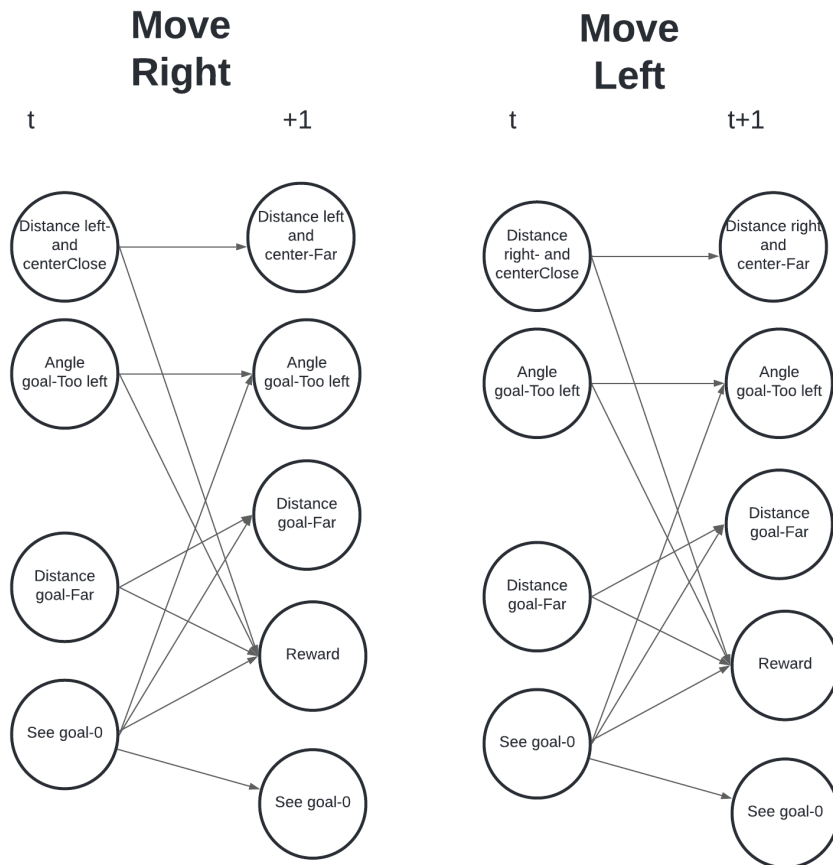 Move
Right
t
+1
Distance left-
and
centerClose
Distance left
and
center-Far
Angle
goal-Too left
Angle
goal-Too left
Distance
goal-Far
Distance
goal-Far
Reward
See goal-0
See goal-0
Move
Left
t
t+1
Distance
right- and
centerClose
Distance right
and
center-Far
Angle
goal-Too left
Angle
goal-Too left
Distance
goal-Far
Distance
goal-Far
Reward
See goal-0
See goal-0